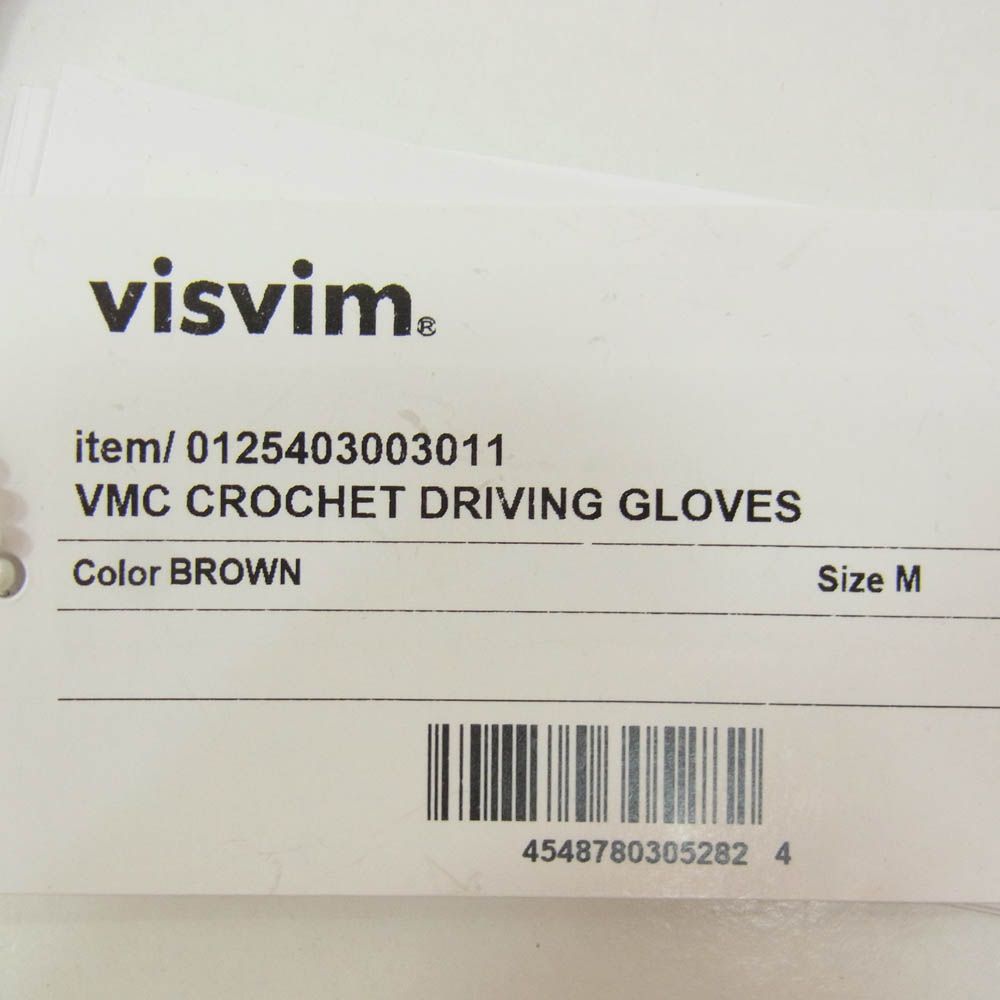 visvim®
item/ 0125403003011
VMC CROCHET DRIVING GLOVES
Color BROWN Size M
4548780305282 4